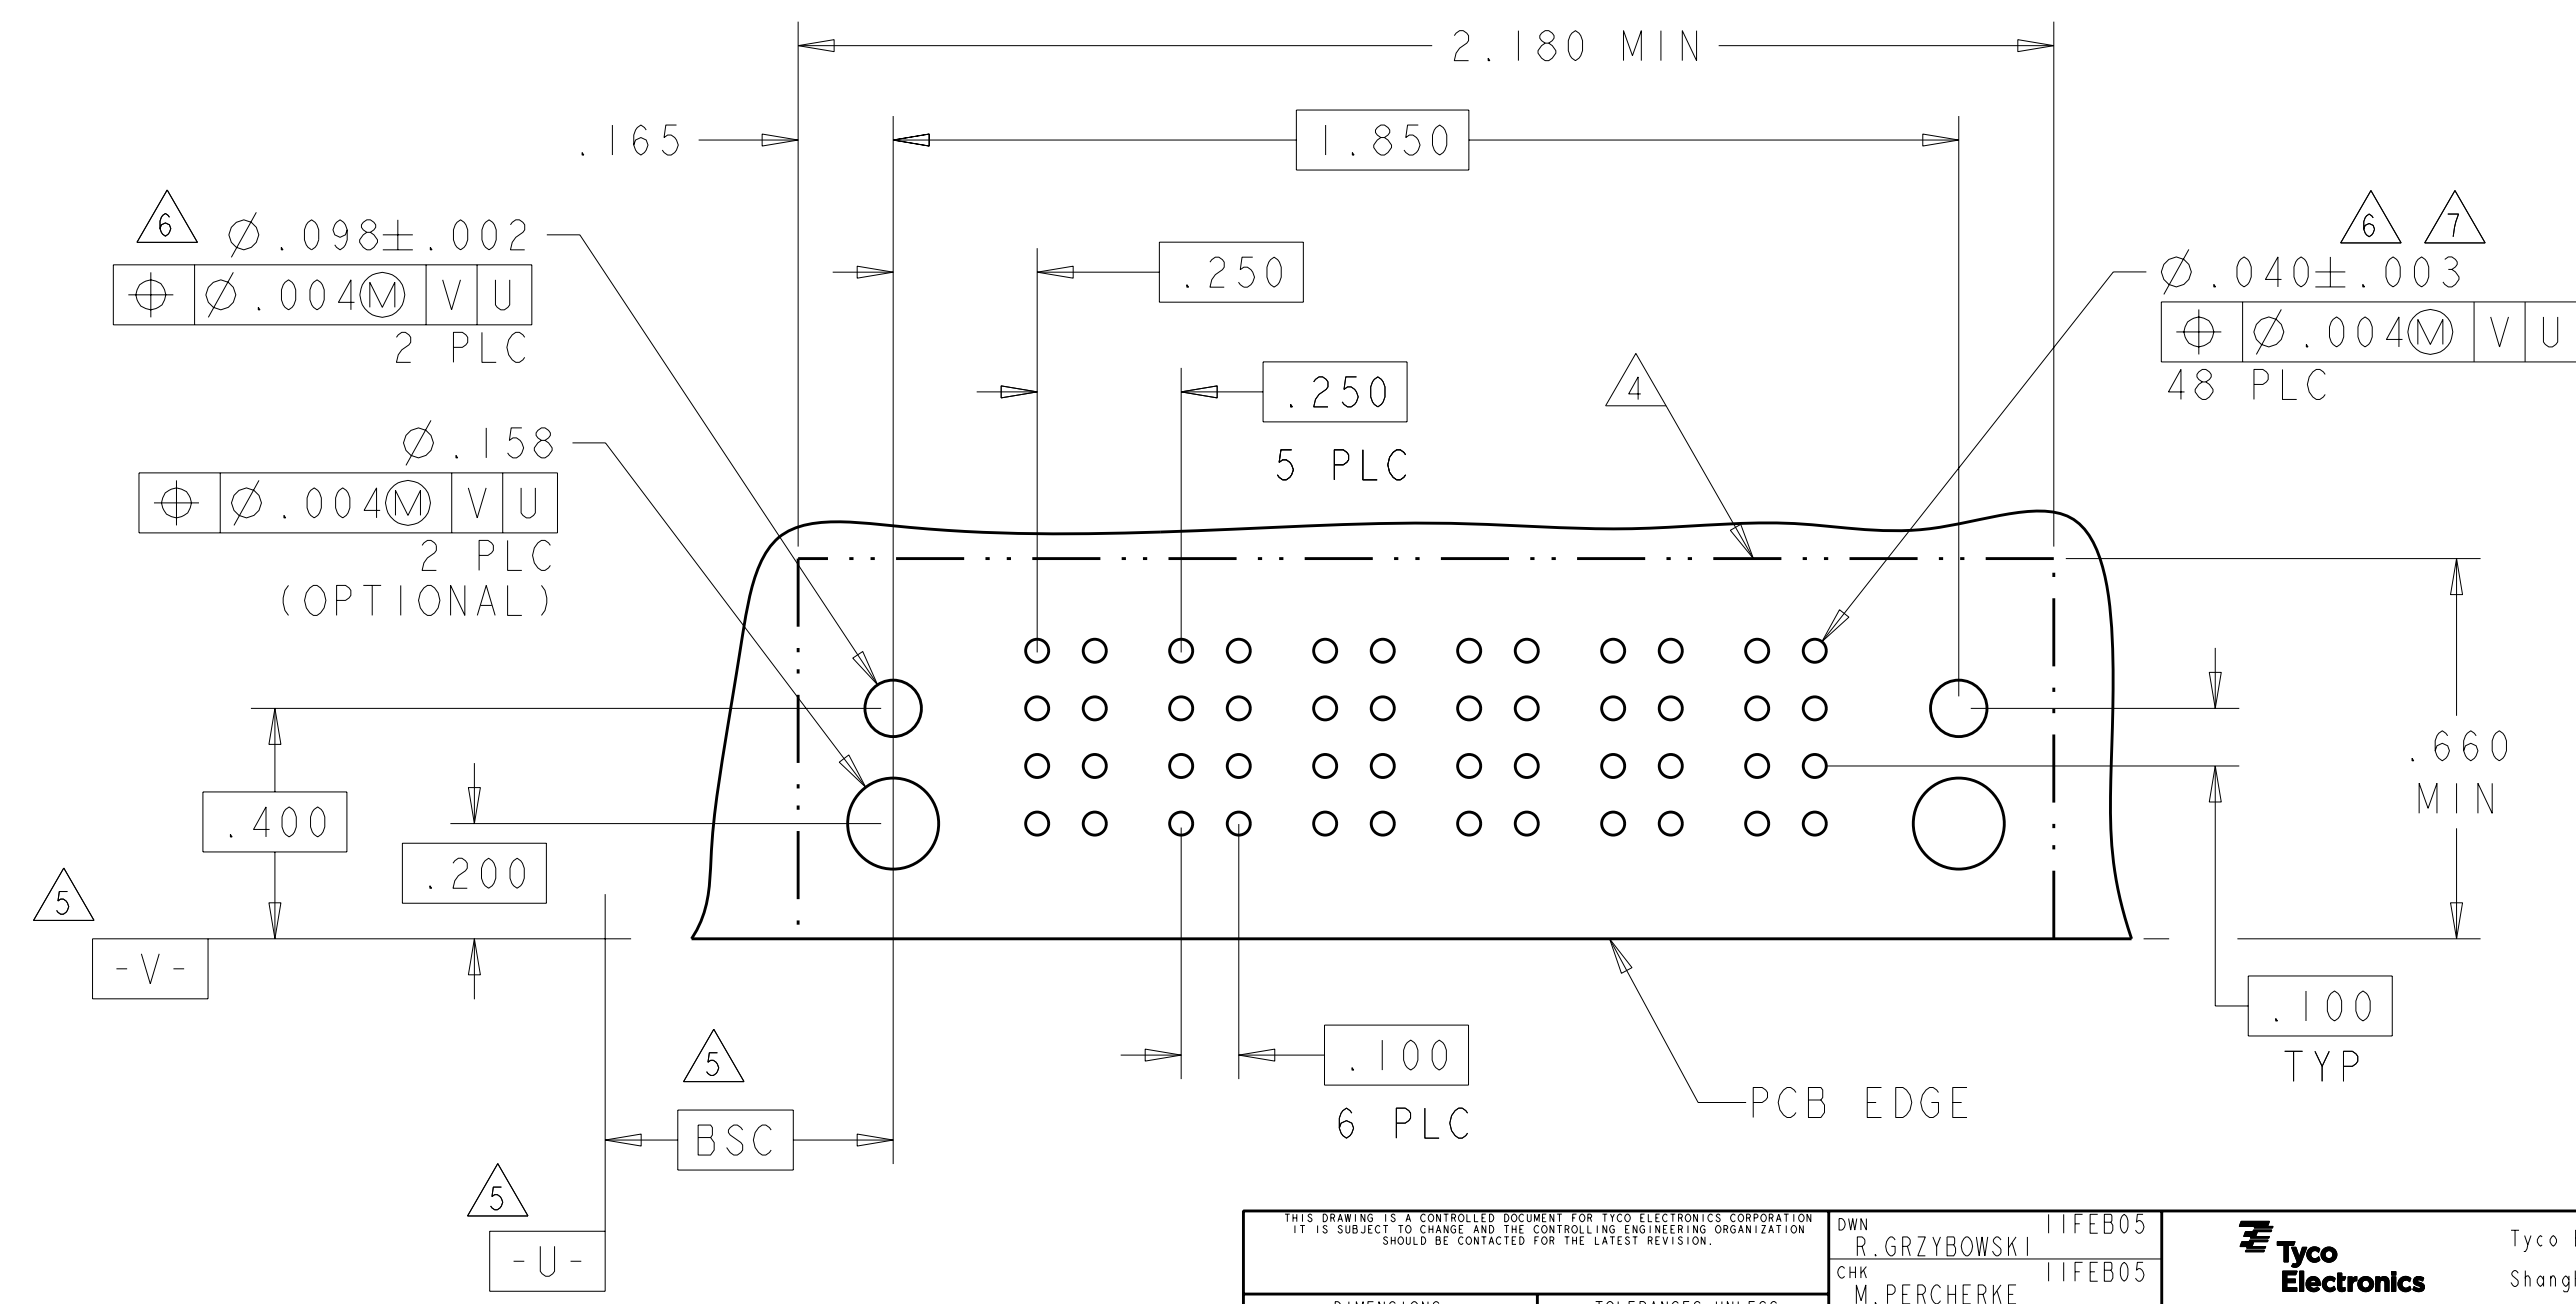 2.180 MIN
.165
1.850
6
Ø.098±.002
⌖ Ø.004Ⓜ V U
2 PLC
.250
6 7
Ø.040±.003
⌖ Ø.004Ⓜ V U
48 PLC
.250
5 PLC
4
Ø.158
⌖ Ø.004Ⓜ V U
2 PLC
(OPTIONAL)
.660
MIN
.400
.200
5
-V-
.100
TYP
5
BSC
.100
6 PLC
PCB EDGE
5
-U-
THIS DRAWING IS A CONTROLLED DOCUMENT FOR TYCO ELECTRONICS CORPORATION
IT IS SUBJECT TO CHANGE AND THE CONTROLLING ENGINEERING ORGANIZATION
SHOULD BE CONTACTED FOR THE LATEST REVISION.
DWN 11FEB05
R.GRZYBOWSKI
CHK 11FEB05
M.PERCHERKE
Tyco
Electronics
Tyco
DIMENSIONS
TOLERANCES UNLESS